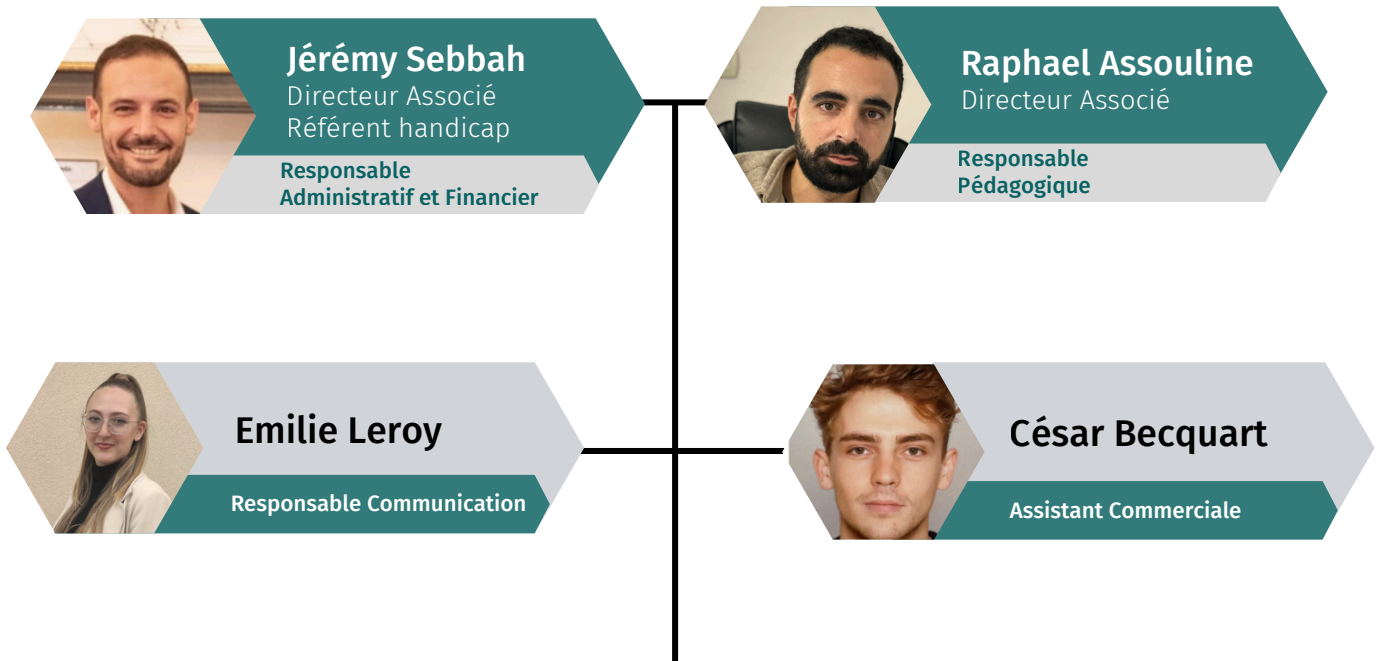 Jérémy Sebbah
Directeur Associé
Référent handicap
Responsable
Administratif et Financier
Raphael Assouline
Directeur Associé
Responsable
Pédagogique
Emilie Leroy
Responsable Communication
César Becquart
Assistant Commerciale